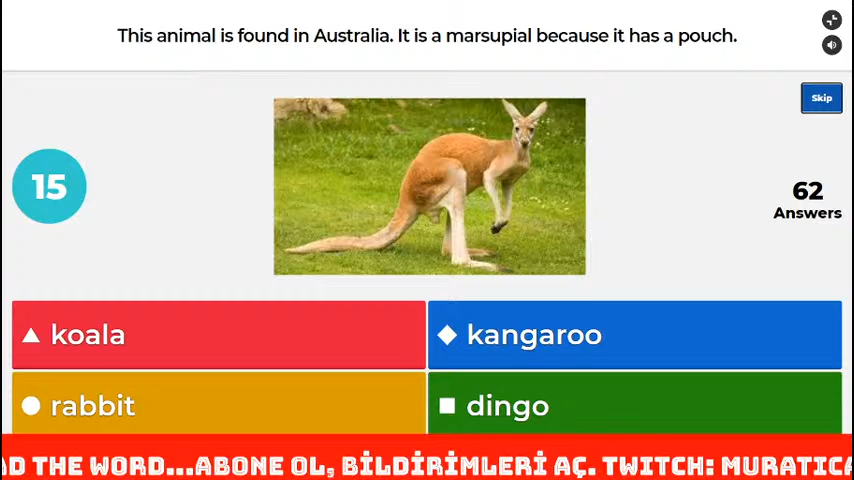 This animal is found in Australia. It is a marsupial because it has a pouch.
Skip
15
62
Answers
koala
kangaroo
rabbit
dingo
AD THE WORD...ABONE OL, BİLDİRİMLERİ AÇ. TWITCH: MURATICA